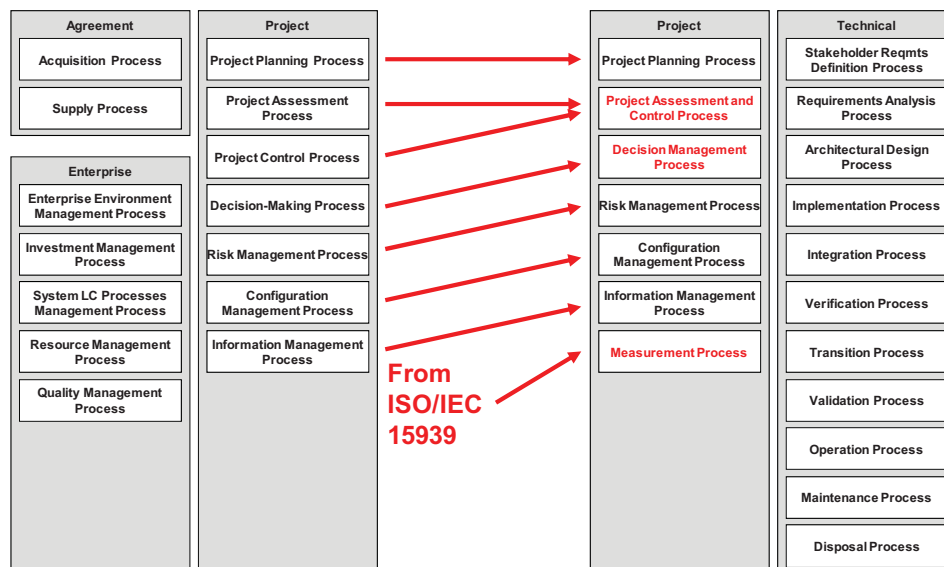 Agreement
Acquisition Process
Supply Process
Enterprise
Enterprise Environment
Management Process
Investment Management
Process
System LC Processes
Management Process
Resource Management
Process
Quality Management
Process
Project
Project Planning Process
Project Assessment
Process
Project Control Process
Decision-Making Process
Risk Management Process
Configuration
Management Process
Information Management
Process
From
ISO/IEC
15939
Project
Project Planning Process
Project Assessment and
Control Process
Decision Management
Process
Risk Management Process
Configuration
Management Process
Information Management
Process
Measurement Process
Technical
Stakeholder Reqmts
Definition Process
Requirements Analysis
Process
Architectural Design
Process
Implementation Process
Integration Process
Verification Process
Transition Process
Validation Process
Operation Process
Maintenance Process
Disposal Process